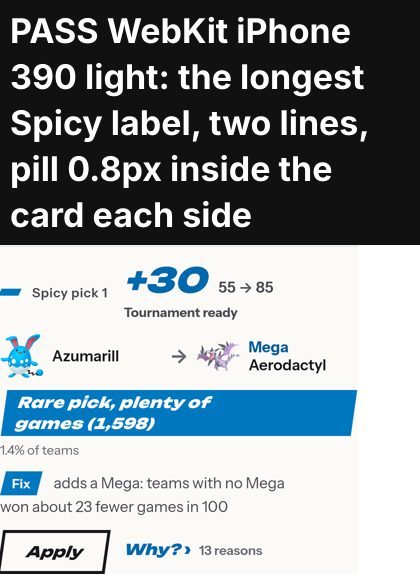 PASS WebKit iPhone
390 light: the longest
Spicy label, two lines,
pill 0.8px inside the
card each side
Spicy pick 1 +30 55 → 85
Tournament ready
Azumarill → Mega
Aerodactyl
Rare pick, plenty of
games (1,598)
1.4% of teams
Fix adds a Mega: teams with no Mega
won about 23 fewer games in 100
Apply Why? › 13 reasons